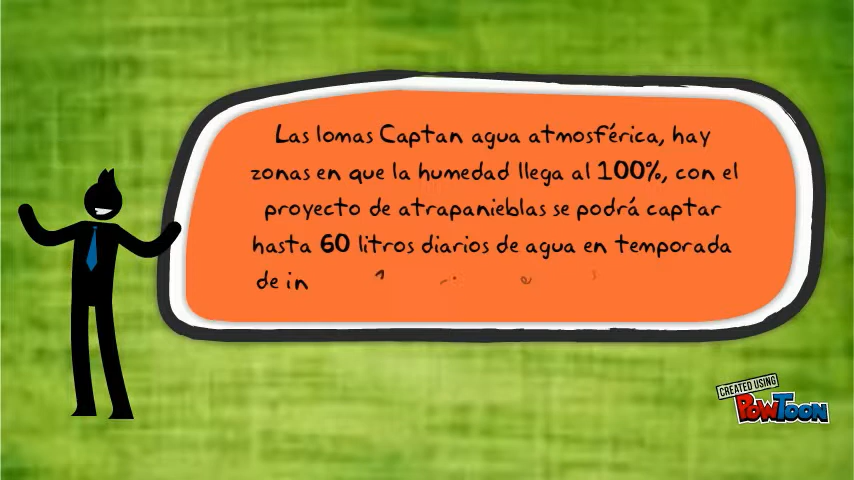 Las lomas Captan agua atmosférica, hay
zonas en que la humedad llega al 100%, con el
proyecto de atrapanieblas se podrá captar
hasta 60 litros diarios de agua en temporada
de in
CREATED USING
POWTOON